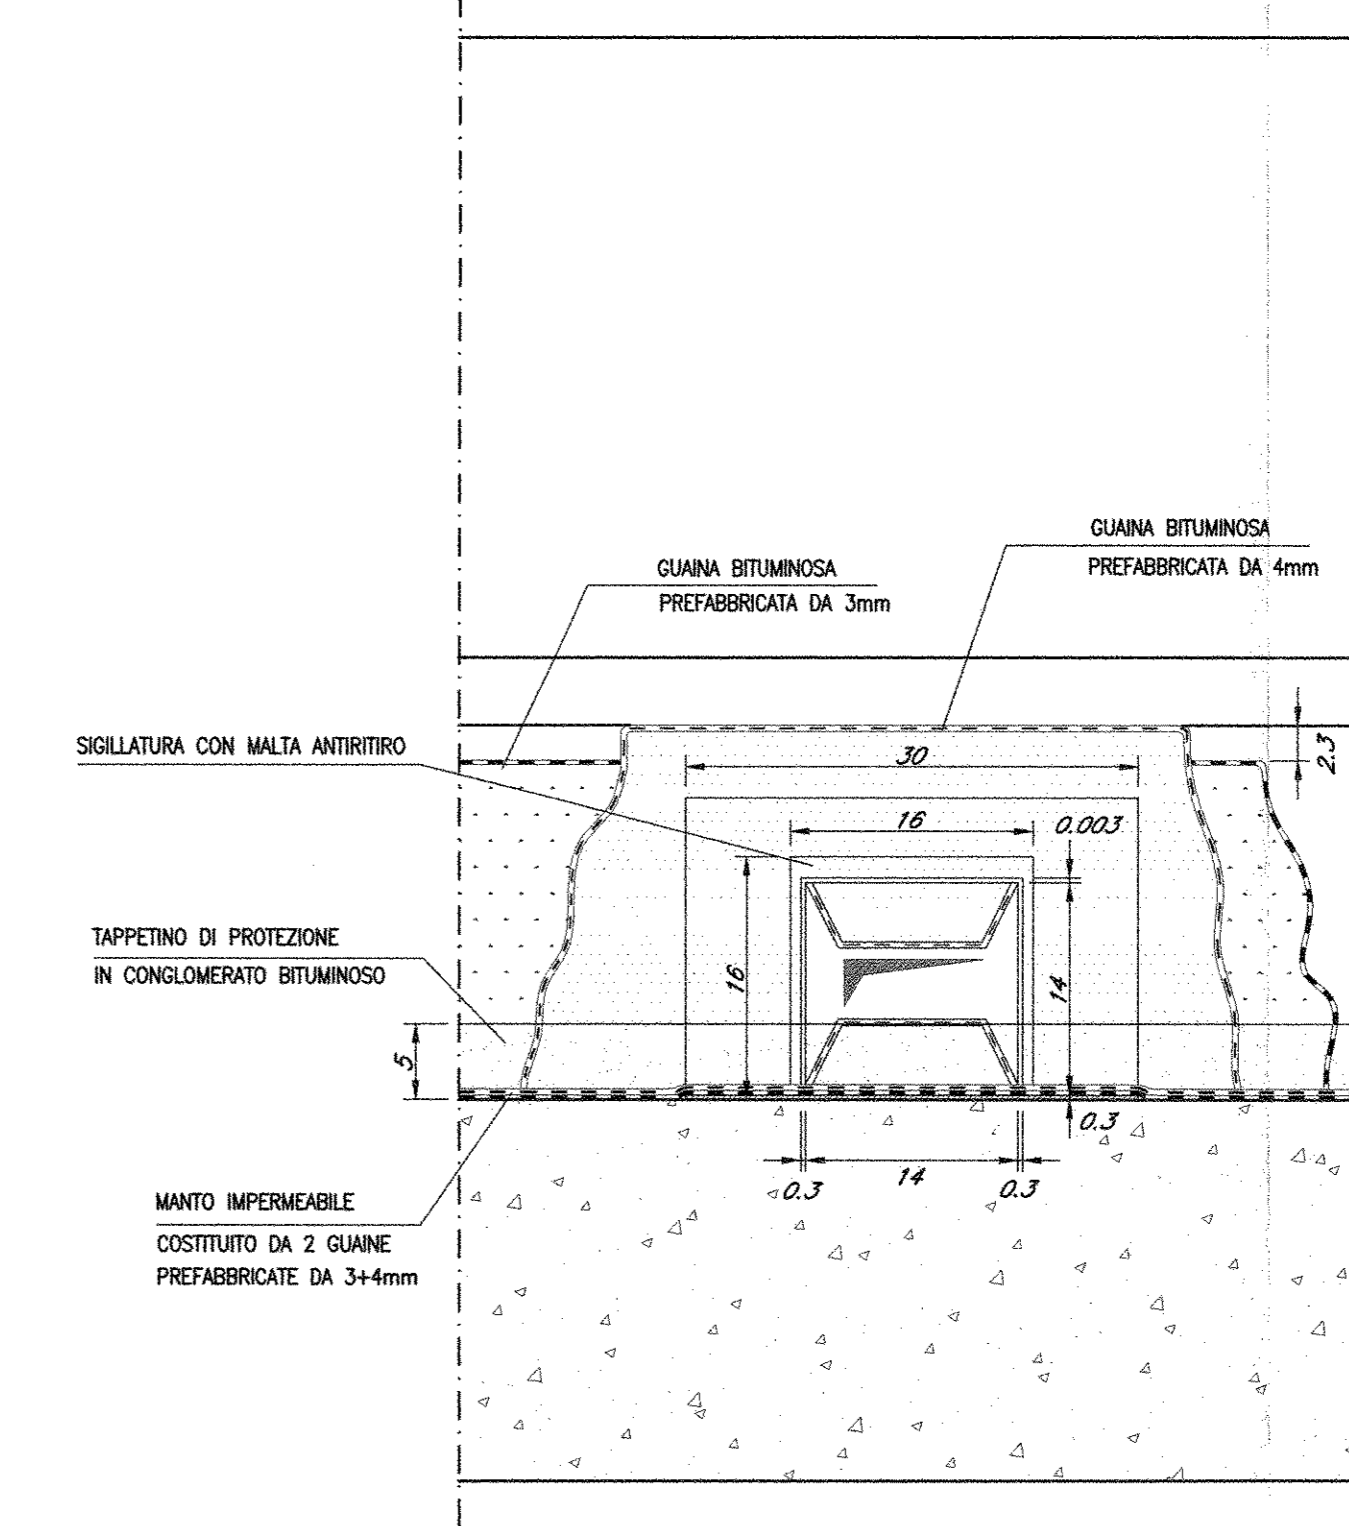 GUAINA BITUMINOSA
PREFABBRICATA DA 4mm
GUAINA BITUMINOSA
PREFABBRICATA DA 3mm
2.3
SIGILLATURA CON MALTA ANTIRITIRO
30
16
0.003
TAPPETINO DI PROTEZIONE
IN CONGLOMERATO BITUMINOSO
16
14
5
0.3
0.3
14
0.3
MANTO IMPERMEABILE
COSTITUITO DA 2 GUAINE
PREFABBRICATE DA 3+4mm